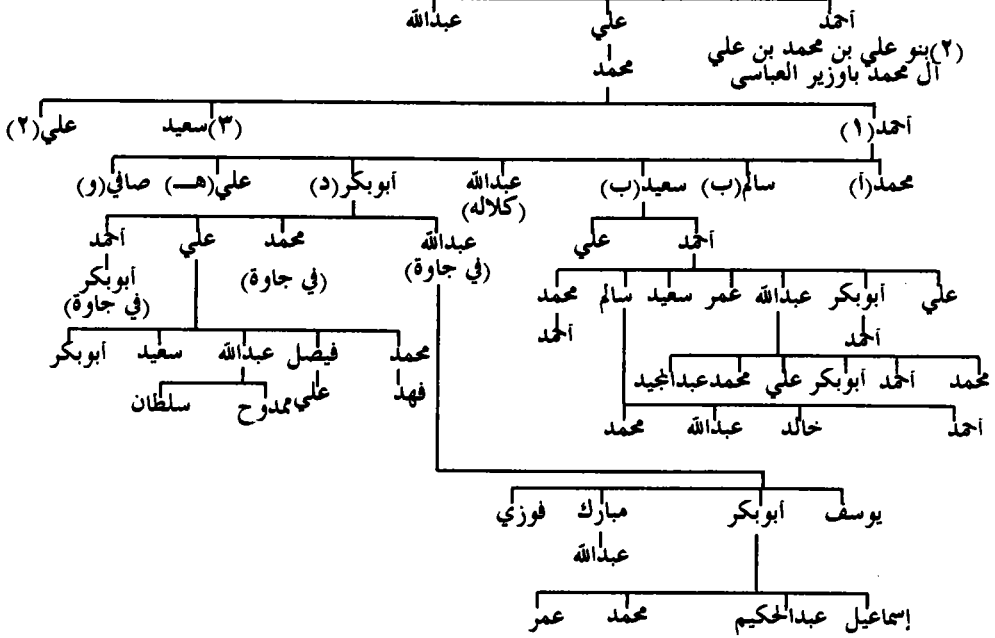 أحمد علي عبدالله
(٢)بنو علي بن محمد بن علي
آل محمد باوزير العباسى
محمد
أحمد(١) (٣)سعيد علي(٢)
محمد(أ) سالم(ب) سعيد(ب) عبدالله أبوبكر(د) علي(هـ) صافي(و)
(كلاله)
أحمد علي عبدالله محمد علي أحمد
(في جاوة) (في جاوة) أبوبكر
(في جاوة)
علي أبوبكر عبدالله عمر سعيد سالم محمد
أحمد أحمد
محمد فيصل عبدالله سعيد أبوبكر
محمد أحمد أبوبكر علي محمد عبدالمجيد
فهد علي ممدوح سلطان
أحمد خالد عبدالله محمد
يوسف أبوبكر مبارك فوزي
عبدالله
إسماعيل عبدالحكيم محمد عمر